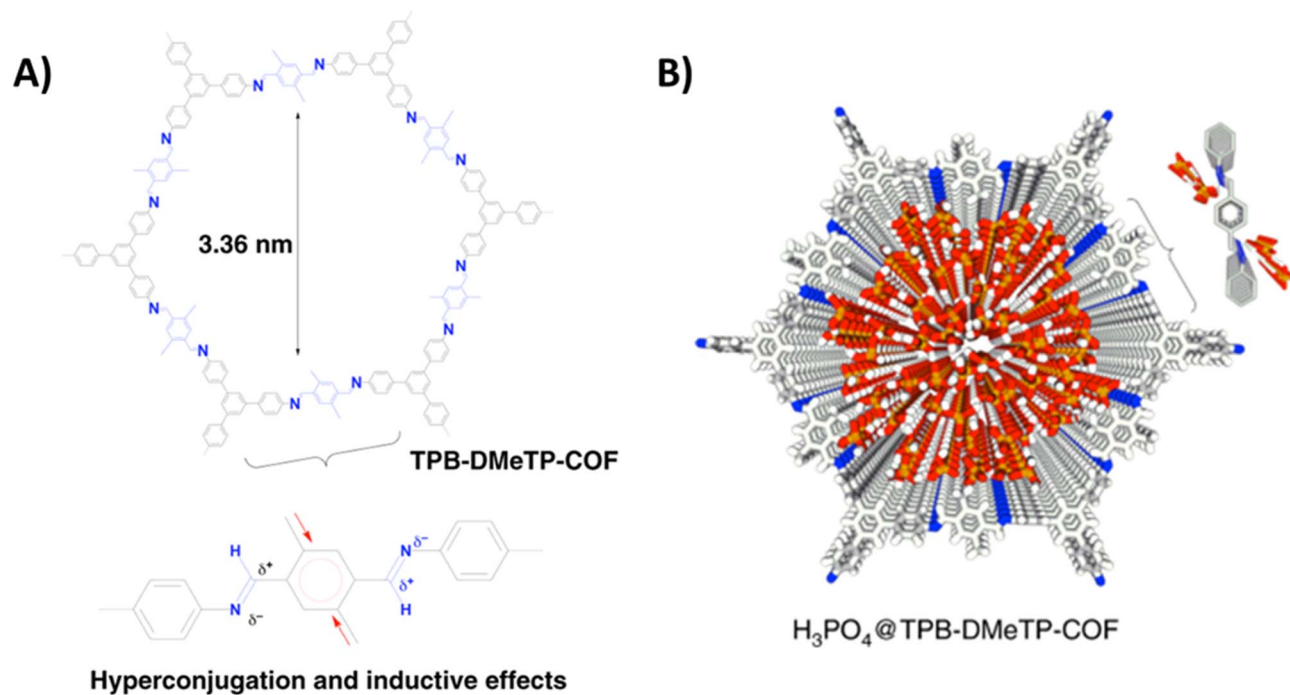 A)
N
N
N
N
N
N
N
N
N
N
N
N
3.36 nm
TPB-DMeTP-COF
H
δ⁺
N
δ⁻
N
δ⁻
δ⁺
H
Hyperconjugation and inductive effects
B)
H₃PO₄@TPB-DMeTP-COF